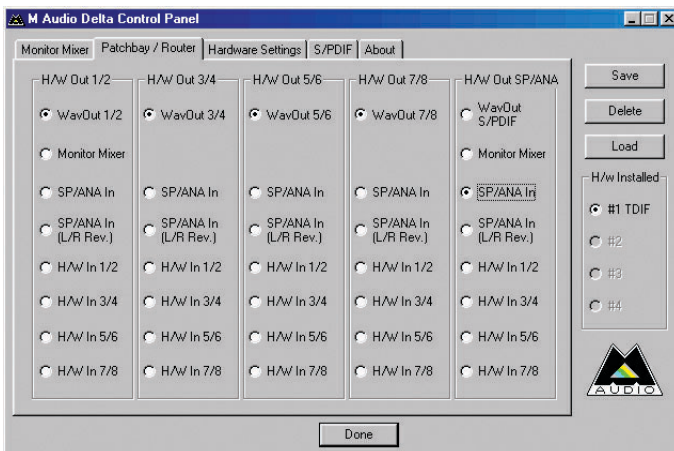 M Audio Delta Control Panel
Monitor Mixer Patchbay / Router Hardware Settings S/PDIF About
H/W Out 1/2 H/W Out 3/4 H/W Out 5/6 H/W Out 7/8 H/W Out SP/ANA
WavOut 1/2 WavOut 3/4 WavOut 5/6 WavOut 7/8 WavOut S/PDIF
Monitor Mixer Monitor Mixer
SP/ANA In SP/ANA In SP/ANA In SP/ANA In SP/ANA In
SP/ANA In (L/R Rev.) SP/ANA In (L/R Rev.) SP/ANA In (L/R Rev.) SP/ANA In (L/R Rev.) SP/ANA In (L/R Rev.)
H/W In 1/2 H/W In 1/2 H/W In 1/2 H/W In 1/2 H/W In 1/2
H/W In 3/4 H/W In 3/4 H/W In 3/4 H/W In 3/4 H/W In 3/4
H/W In 5/6 H/W In 5/6 H/W In 5/6 H/W In 5/6 H/W In 5/6
H/W In 7/8 H/W In 7/8 H/W In 7/8 H/W In 7/8 H/W In 7/8
Save
Delete
Load
H/w Installed
#1 TDIF
#2
#3
#4
M
AUDIO
Done